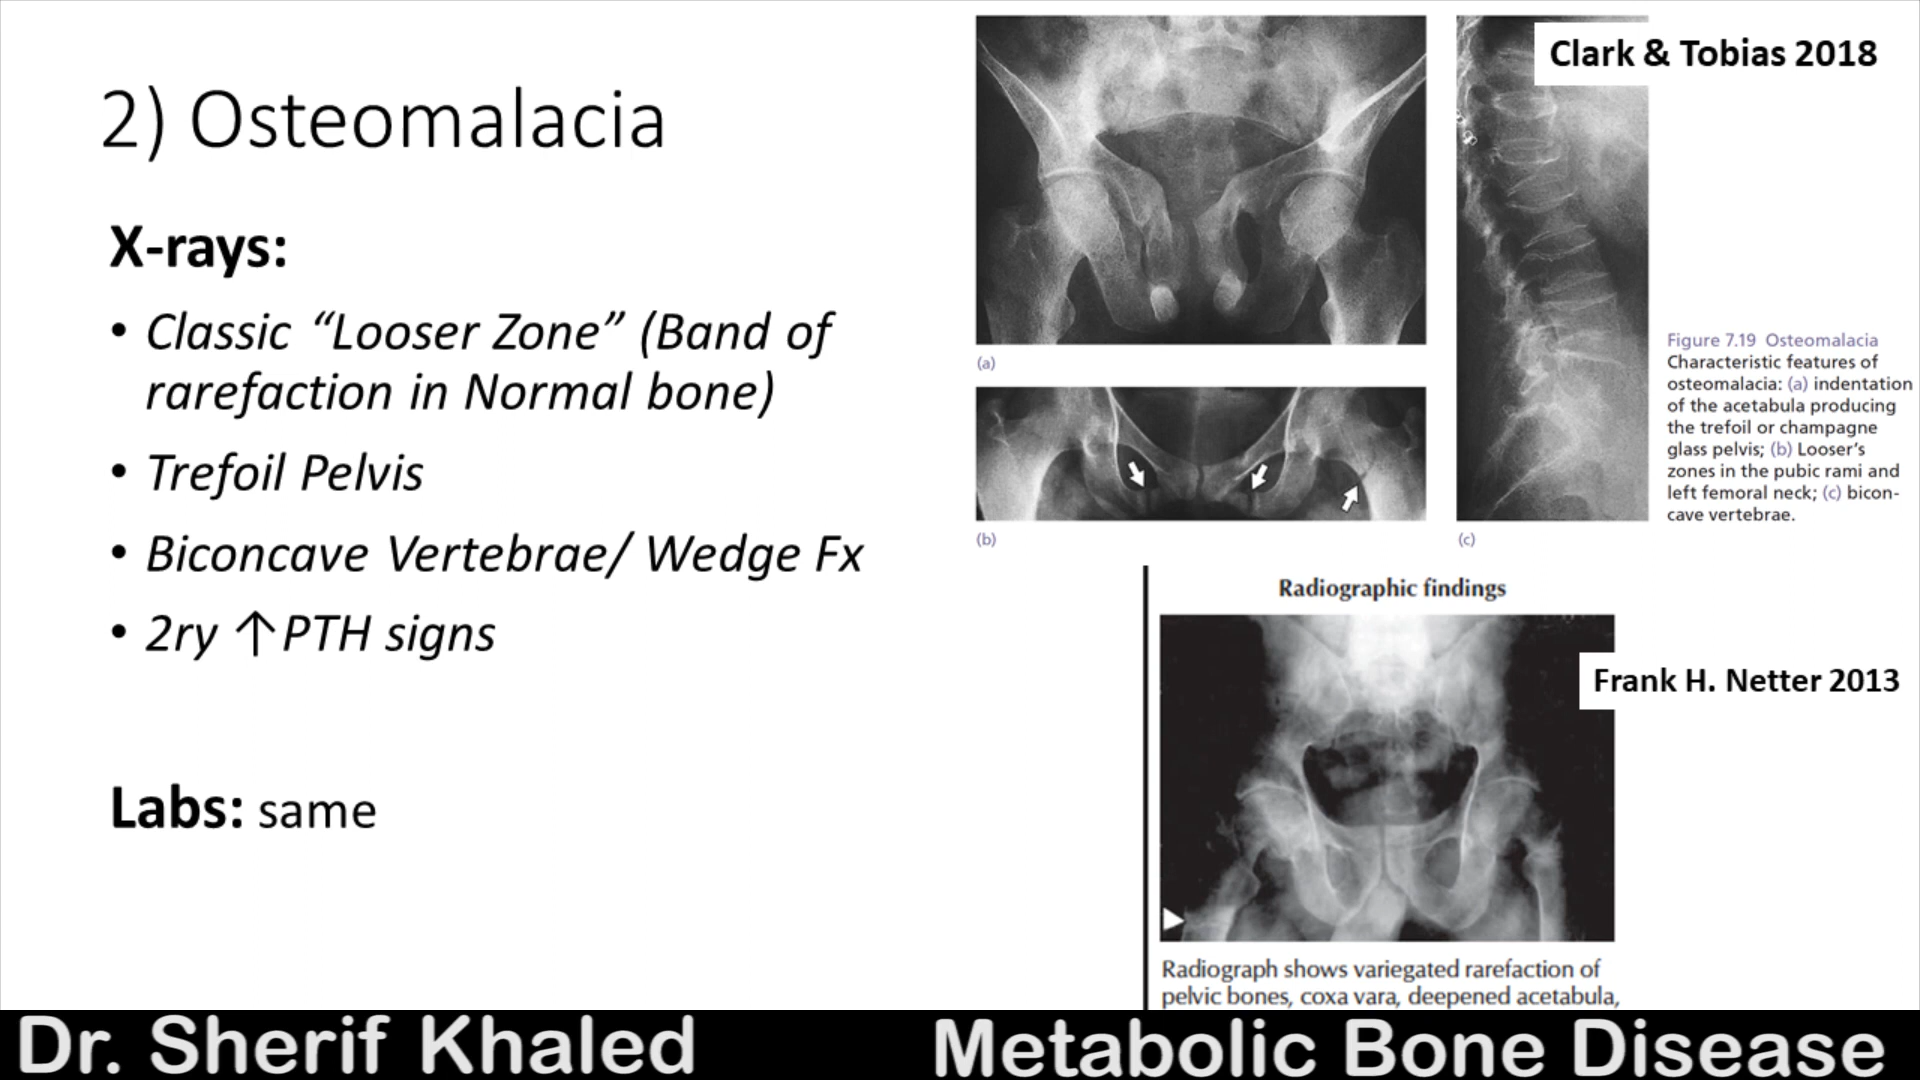 2) Osteomalacia
X-rays:
• Classic “Looser Zone” (Band of
rarefaction in Normal bone)
• Trefoil Pelvis
• Biconcave Vertebrae/ Wedge Fx
• 2ry ↑PTH signs
Labs: same
Clark & Tobias 2018
(a)
(b)
(c)
Figure 7.19 Osteomalacia
Characteristic features of
osteomalacia: (a) indentation
of the acetabula producing
the trefoil or champagne
glass pelvis; (b) Looser’s
zones in the pubic rami and
left femoral neck; (c) bicon-
cave vertebrae.
Radiographic findings
Frank H. Netter 2013
Radiograph shows variegated rarefaction of
pelvic bones, coxa vara, deepened acetabula,
Dr. Sherif Khaled
Metabolic Bone Disease